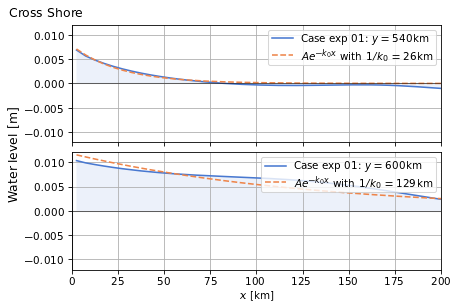 Cross Shore
Water level [m]
0.010
0.005
0.000
−0.005
−0.010
Case exp 01: y = 540km
Ae^{−k₀x} with 1/k₀ = 26km
0.010
0.005
0.000
−0.005
−0.010
Case exp 01: y = 600km
Ae^{−k₀x} with 1/k₀ = 129km
0 25 50 75 100 125 150 175 200
x [km]